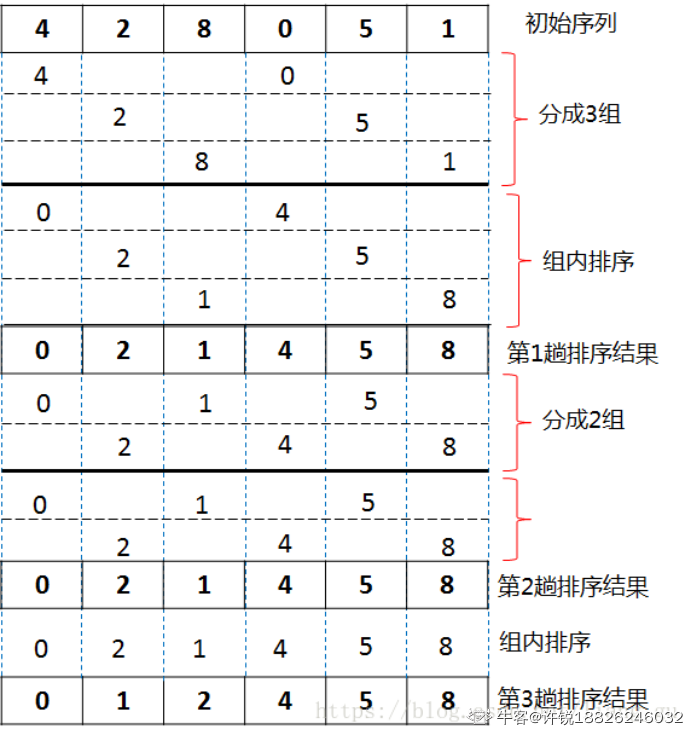 4 2 8 0 5 1 初始序列
4 0
2 5 分成3组
8 1
0 4
2 5 组内排序
1 8
0 2 1 4 5 8 第1趟排序结果
0 1 5
2 4 8 分成2组
0 1 5
2 4 8
0 2 1 4 5 8 第2趟排序结果
0 2 1 4 5 8 组内排序
0 1 2 4 5 8 第3趟排序结果
https://blog.
牛客@许锐18826246032